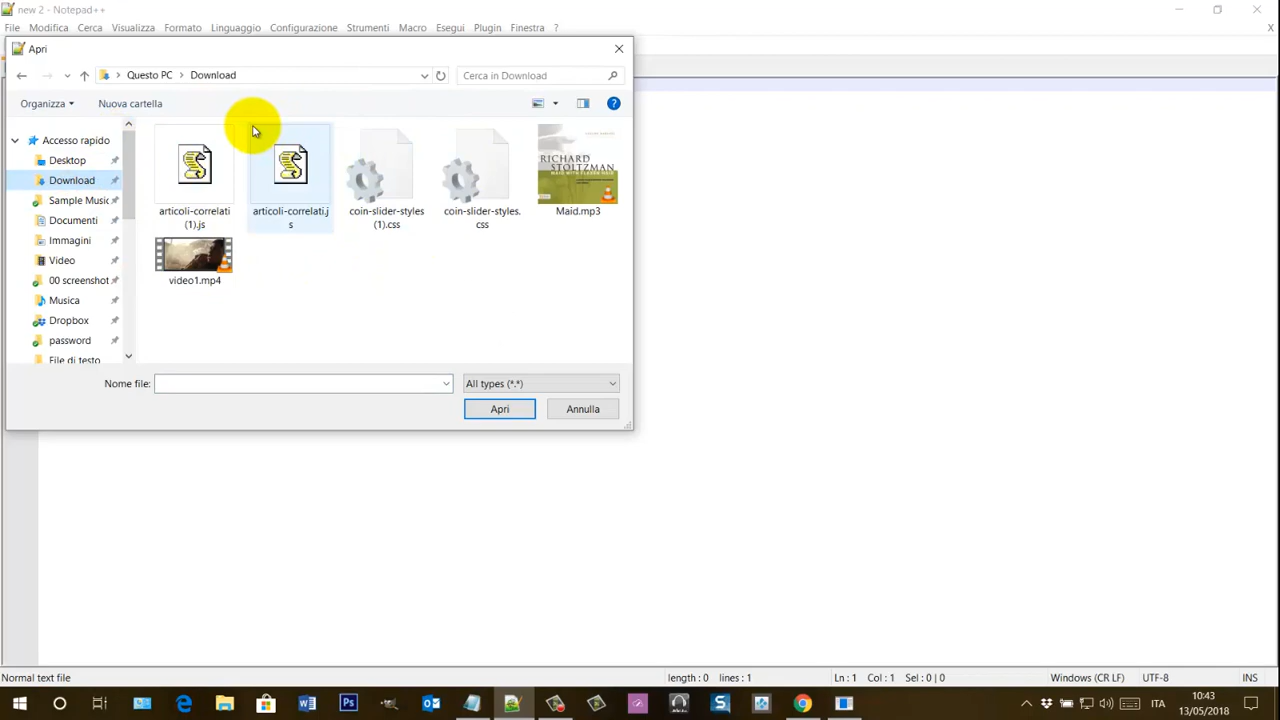 new 2 - Notepad++
File Modifica Cerca Visualizza Formato Linguaggio Configurazione Strumenti Macro Esegui Plugin Finestra ? X
Apri
Questo PC Download
Cerca in Download
Organizza Nuova cartella
Accesso rapido
Desktop
Download
Sample Music
Documenti
Immagini
Video
00 screenshot
Musica
Dropbox
password
File di testo
articoli-correlati
(1).js
articoli-correlati.j
s
coin-slider-styles
(1).css
coin-slider-styles.
css
RICHARD
STOLTZMAN
Maid.mp3
video1.mp4
Nome file: All types (*.*)
Apri Annulla
Normal text file length : 0 lines : 1 Ln : 1 Col : 1 Sel : 0 | 0 Windows (CR LF) UTF-8 INS
ITA
10:43
13/05/2018